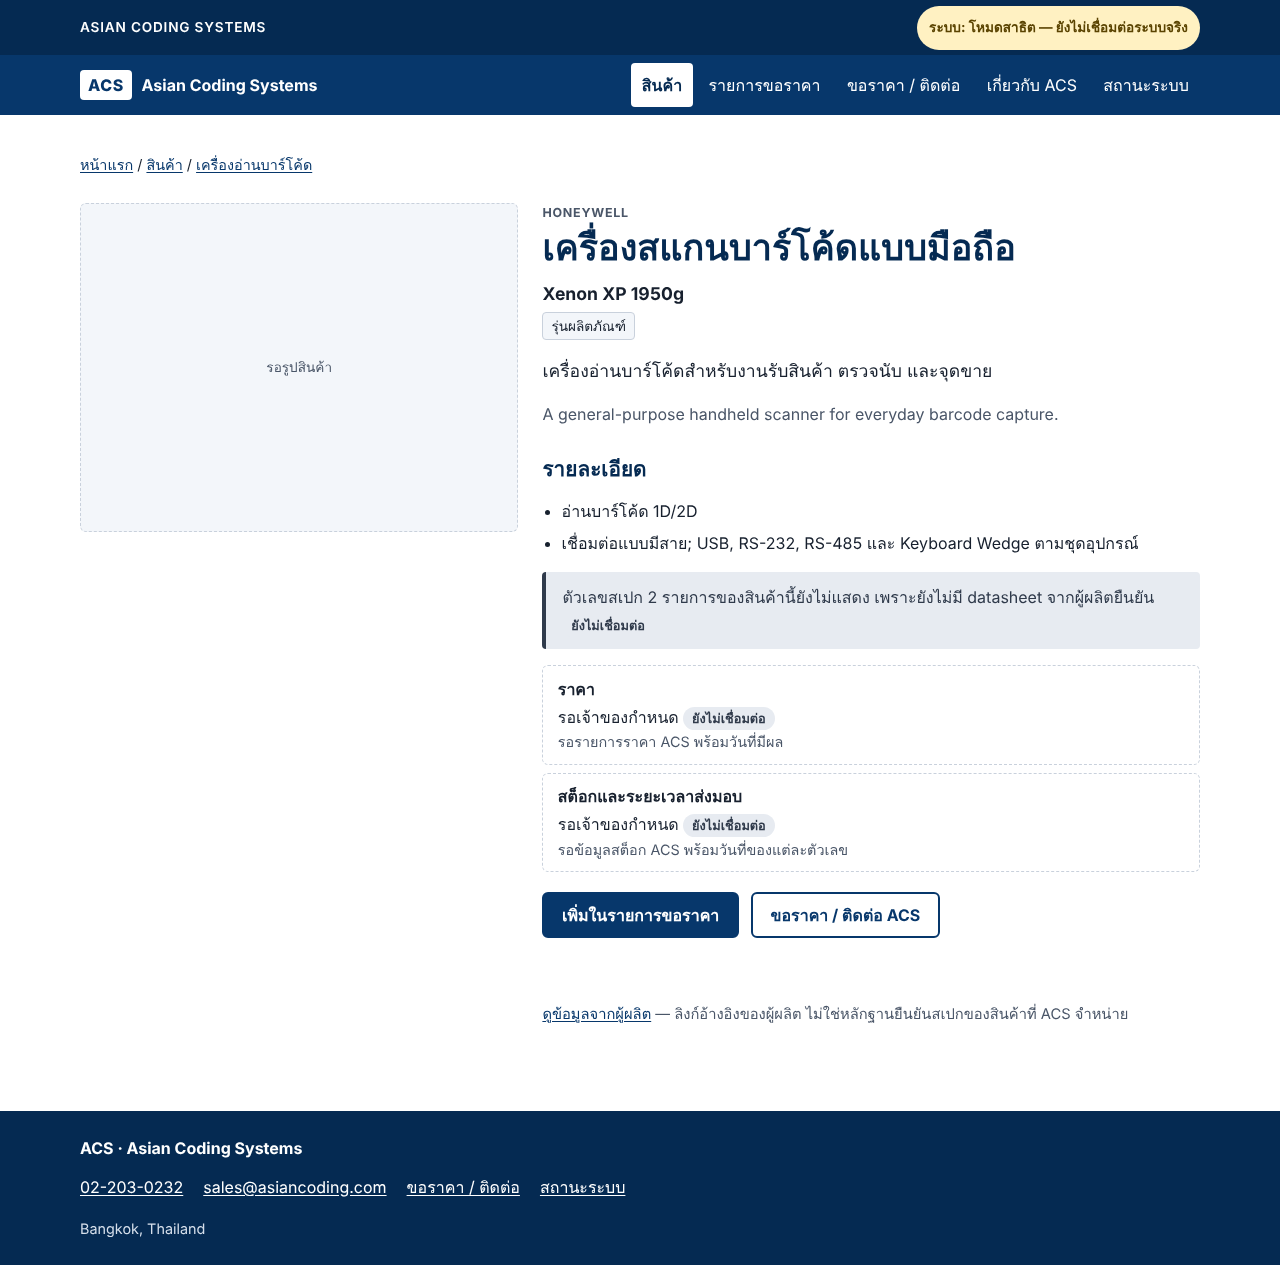 ASIAN CODING SYSTEMS
ระบบ: โหมดสาธิต — ยังไม่เชื่อมต่อระบบจริง
ACS Asian Coding Systems
สินค้า รายการขอราคา ขอราคา / ติดต่อ เกี่ยวกับ ACS สถานะระบบ
หน้าแรก / สินค้า / เครื่องอ่านบาร์โค้ด
รอรูปสินค้า
HONEYWELL
เครื่องสแกนบาร์โค้ดแบบมือถือ
Xenon XP 1950g
รุ่นผลิตภัณฑ์
เครื่องอ่านบาร์โค้ดสำหรับงานรับสินค้า ตรวจนับ และจุดขาย
A general-purpose handheld scanner for everyday barcode capture.
รายละเอียด
• อ่านบาร์โค้ด 1D/2D
• เชื่อมต่อแบบมีสาย; USB, RS-232, RS-485 และ Keyboard Wedge ตามชุดอุปกรณ์
ตัวเลขสเปก 2 รายการของสินค้านี้ยังไม่แสดง เพราะยังไม่มี datasheet จากผู้ผลิตยืนยัน
ยังไม่เชื่อมต่อ
ราคา
รอเจ้าของกำหนด ยังไม่เชื่อมต่อ
รอรายการราคา ACS พร้อมวันที่มีผล
สต็อกและระยะเวลาส่งมอบ
รอเจ้าของกำหนด ยังไม่เชื่อมต่อ
รอข้อมูลสต็อก ACS พร้อมวันที่ของแต่ละตัวเลข
เพิ่มในรายการขอราคา ขอราคา / ติดต่อ ACS
ดูข้อมูลจากผู้ผลิต — ลิงก์อ้างอิงของผู้ผลิต ไม่ใช่หลักฐานยืนยันสเปกของสินค้าที่ ACS จำหน่าย
ACS · Asian Coding Systems
02-203-0232 sales@asiancoding.com ขอราคา / ติดต่อ สถานะระบบ
Bangkok, Thailand